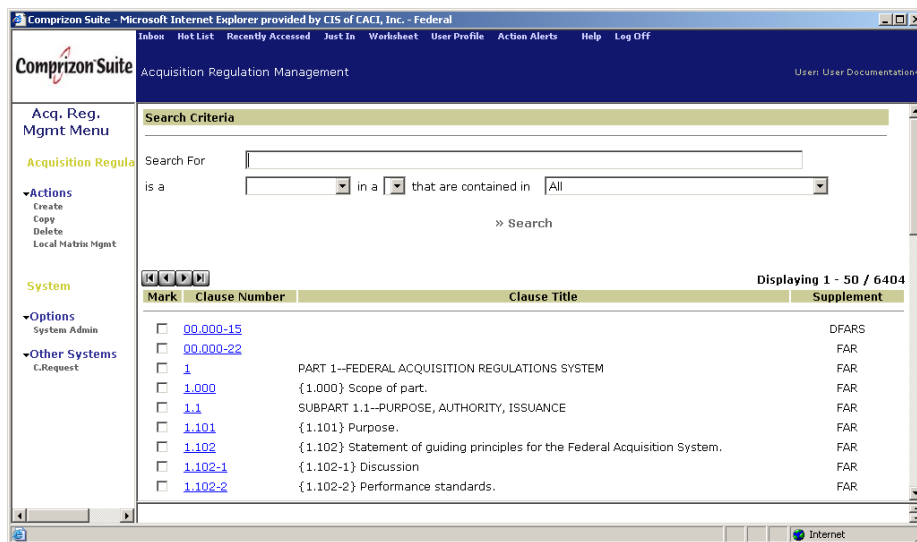 Comprizon Suite - Microsoft Internet Explorer provided by CIS of CACI, Inc. - Federal
Inbox Hot List Recently Accessed Just In Worksheet User Profile Action Alerts Help Log Off
Comprizon Suite
Acquisition Regulation Management
User: User Documentation
Acq. Reg.
Mgmt Menu
Acquisition Regula
Actions
Create
Copy
Delete
Local Matrix Mgmt
System
Options
System Admin
Other Systems
C.Request
Search Criteria
Search For
is a in a that are contained in All
» Search
Displaying 1 - 50 / 6404
Mark Clause Number Clause Title Supplement
00.000-15 DFARS
00.000-22 FAR
1 PART 1--FEDERAL ACQUISITION REGULATIONS SYSTEM FAR
1.000 {1.000} Scope of part. FAR
1.1 SUBPART 1.1--PURPOSE, AUTHORITY, ISSUANCE FAR
1.101 {1.101} Purpose. FAR
1.102 {1.102} Statement of guiding principles for the Federal Acquisition System. FAR
1.102-1 {1.102-1} Discussion FAR
1.102-2 {1.102-2} Performance standards. FAR
Internet